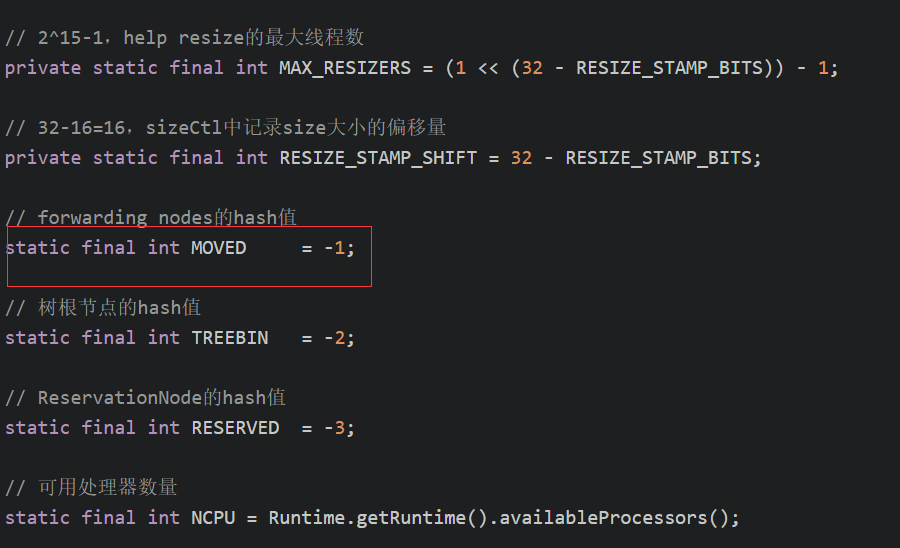 // 2^15-1，help resize的最大线程数
private static final int MAX_RESIZERS = (1 << (32 - RESIZE_STAMP_BITS)) - 1;
// 32-16=16，sizeCtl中记录size大小的偏移量
private static final int RESIZE_STAMP_SHIFT = 32 - RESIZE_STAMP_BITS;
// forwarding nodes的hash值
static final int MOVED     = -1;
// 树根节点的hash值
static final int TREEBIN   = -2;
// ReservationNode的hash值
static final int RESERVED  = -3;
// 可用处理器数量
static final int NCPU = Runtime.getRuntime().availableProcessors();